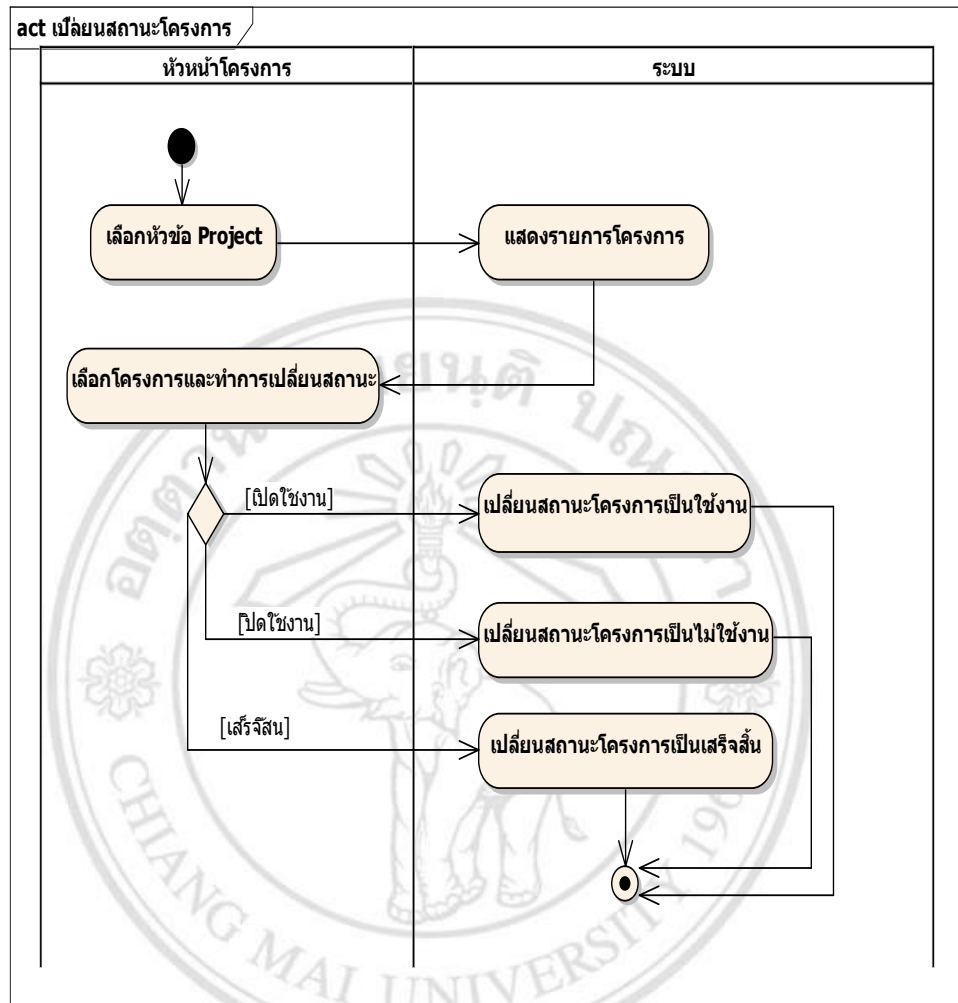 act เปลี่ยนสถานะโครงการ
หัวหน้าโครงการ
ระบบ
เลือกหัวข้อ Project
แสดงรายการโครงการ
เลือกโครงการและทำการเปลี่ยนสถานะ
[เปิดใช้งาน]
เปลี่ยนสถานะโครงการเป็นใช้งาน
[ปิดใช้งาน]
เปลี่ยนสถานะโครงการเป็นไม่ใช้งาน
[เสร็จสิ้น]
เปลี่ยนสถานะโครงการเป็นเสร็จสิ้น
CHIANG MAI UNIVERSITY 196